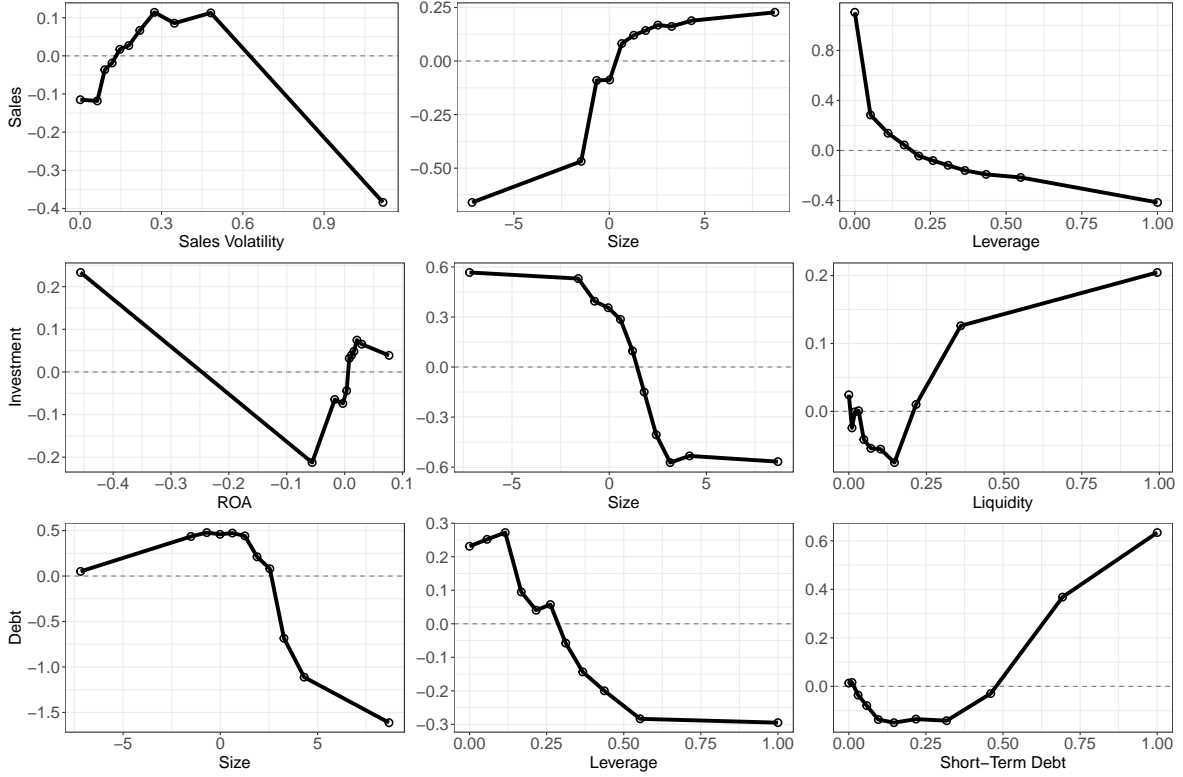 Sales
0.1
0.0
−0.1
−0.2
−0.3
−0.4
0.0 0.3 0.6 0.9
Sales Volatility
0.25
0.00
−0.25
−0.50
−5 0 5
Size
0.8
0.4
0.0
−0.4
0.00 0.25 0.50 0.75 1.00
Leverage
Investment
0.2
0.1
0.0
−0.1
−0.2
−0.4 −0.3 −0.2 −0.1 0.0 0.1
ROA
0.6
0.3
0.0
−0.3
−0.6
−5 0 5
Size
0.2
0.1
0.0
0.00 0.25 0.50 0.75 1.00
Liquidity
Debt
0.5
0.0
−0.5
−1.0
−1.5
−5 0 5
Size
0.3
0.2
0.1
0.0
−0.1
−0.2
−0.3
0.00 0.25 0.50 0.75 1.00
Leverage
0.6
0.4
0.2
0.0
0.00 0.25 0.50 0.75 1.00
Short−Term Debt